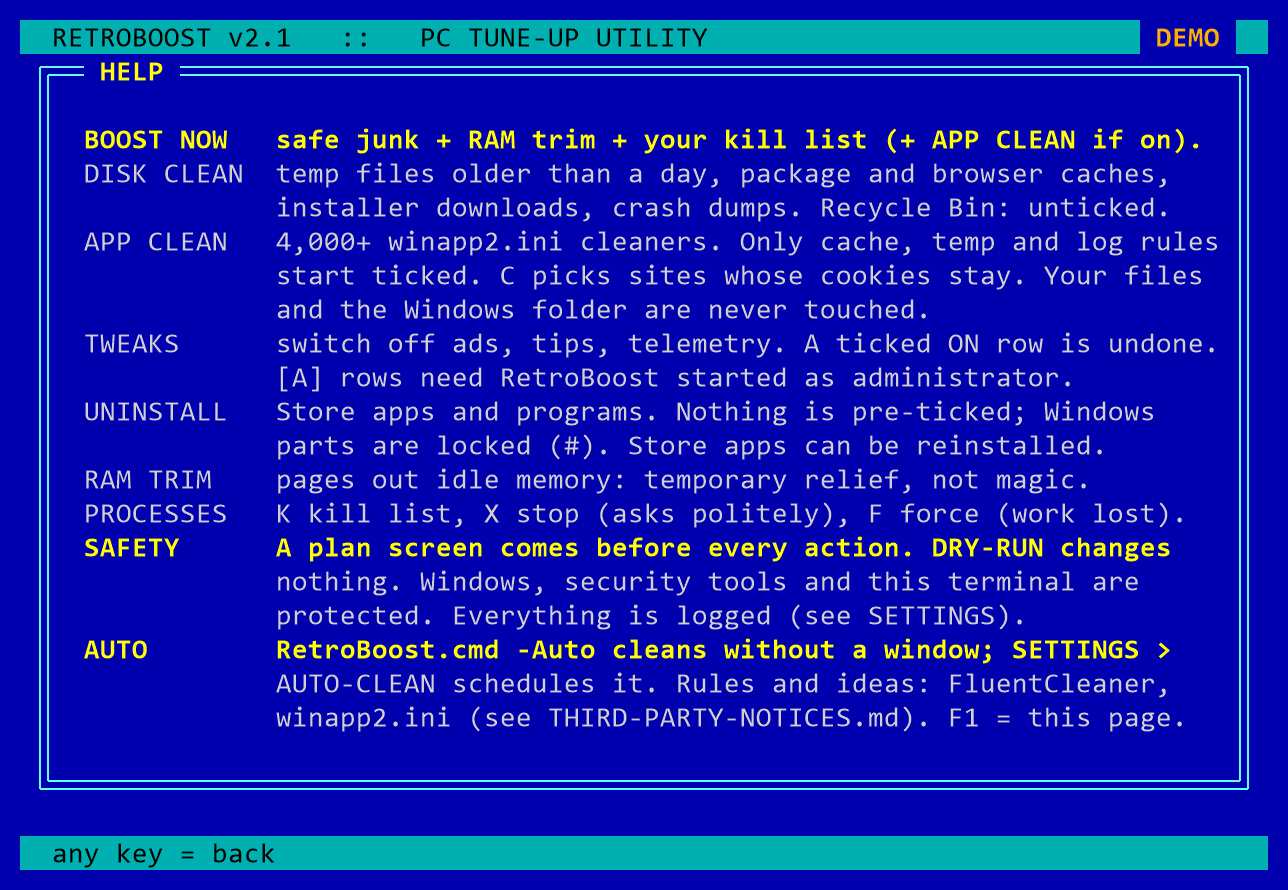 RETROBOOST v2.1 :: PC TUNE-UP UTILITY DEMO
HELP
BOOST NOW safe junk + RAM trim + your kill list (+ APP CLEAN if on).
DISK CLEAN temp files older than a day, package and browser caches,
installer downloads, crash dumps. Recycle Bin: unticked.
APP CLEAN 4,000+ winapp2.ini cleaners. Only cache, temp and log rules
start ticked. C picks sites whose cookies stay. Your files
and the Windows folder are never touched.
TWEAKS switch off ads, tips, telemetry. A ticked ON row is undone.
[A] rows need RetroBoost started as administrator.
UNINSTALL Store apps and programs. Nothing is pre-ticked; Windows
parts are locked (#). Store apps can be reinstalled.
RAM TRIM pages out idle memory: temporary relief, not magic.
PROCESSES K kill list, X stop (asks politely), F force (work lost).
SAFETY A plan screen comes before every action. DRY-RUN changes
nothing. Windows, security tools and this terminal are
protected. Everything is logged (see SETTINGS).
AUTO RetroBoost.cmd -Auto cleans without a window; SETTINGS >
AUTO-CLEAN schedules it. Rules and ideas: FluentCleaner,
winapp2.ini (see THIRD-PARTY-NOTICES.md). F1 = this page.
any key = back